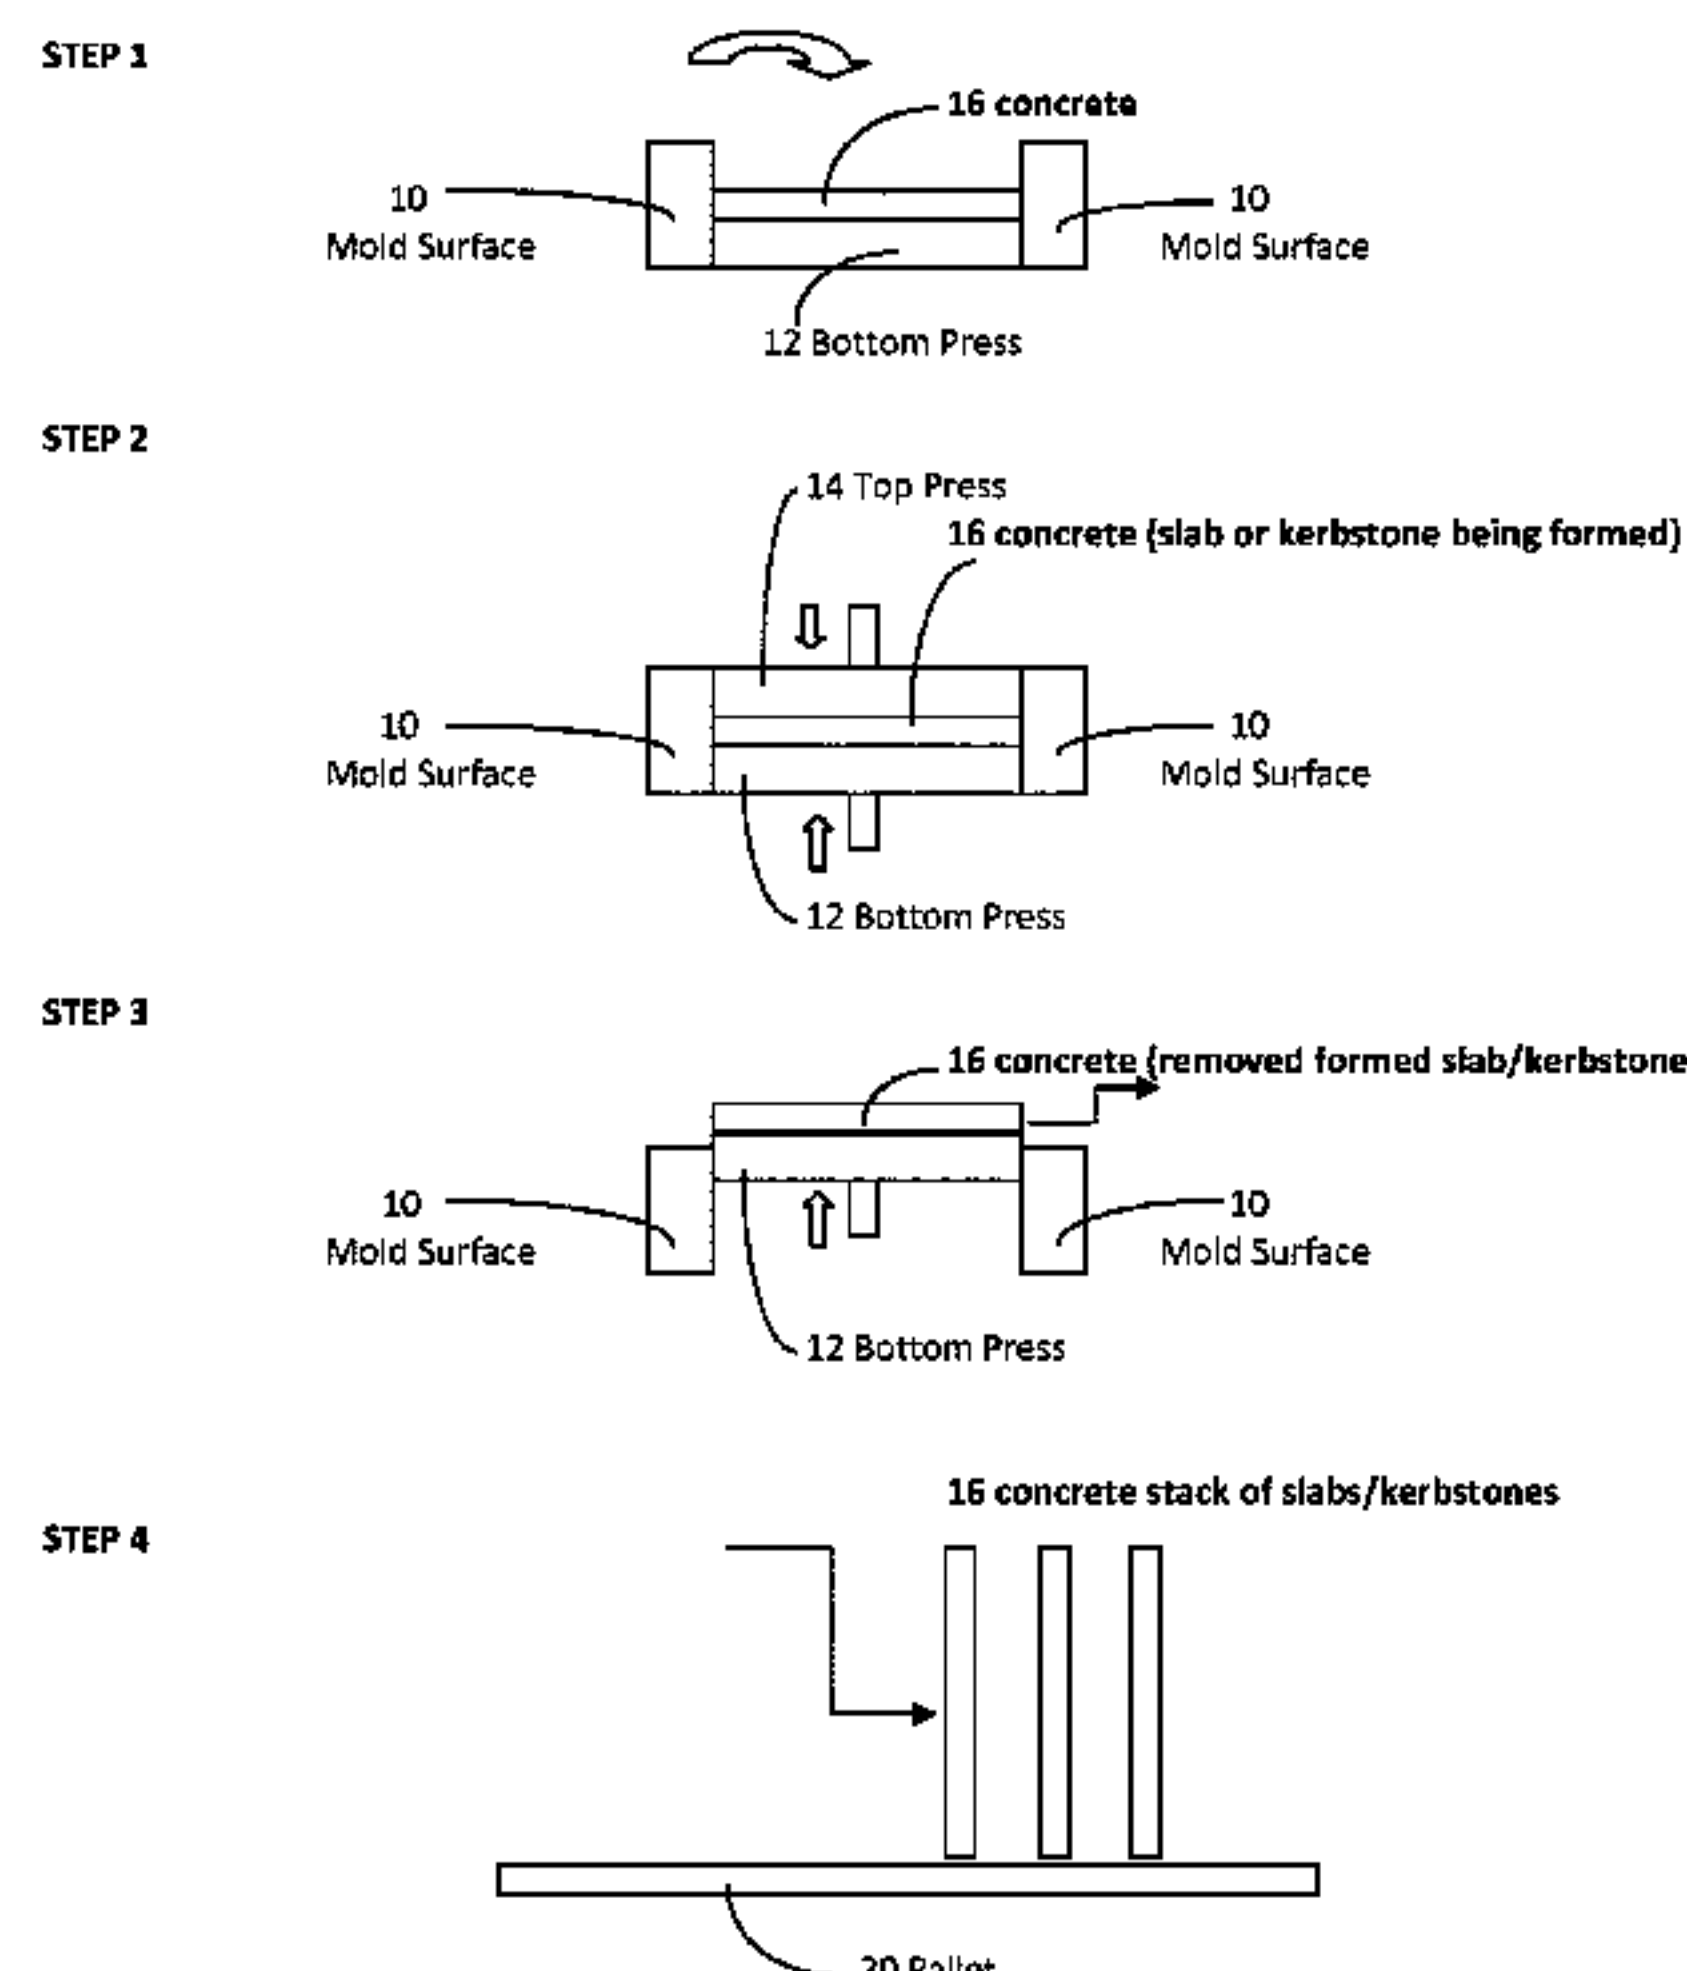 STEP 1
16 concrete
10
Mold Surface
10
Mold Surface
12 Bottom Press
STEP 2
14 Top Press
16 concrete (slab or kerbstone being formed)
10
Mold Surface
10
Mold Surface
12 Bottom Press
STEP 3
16 concrete (removed formed slab/kerbstone
10
Mold Surface
10
Mold Surface
12 Bottom Press
16 concrete stack of slabs/kerbstones
STEP 4
Pallet